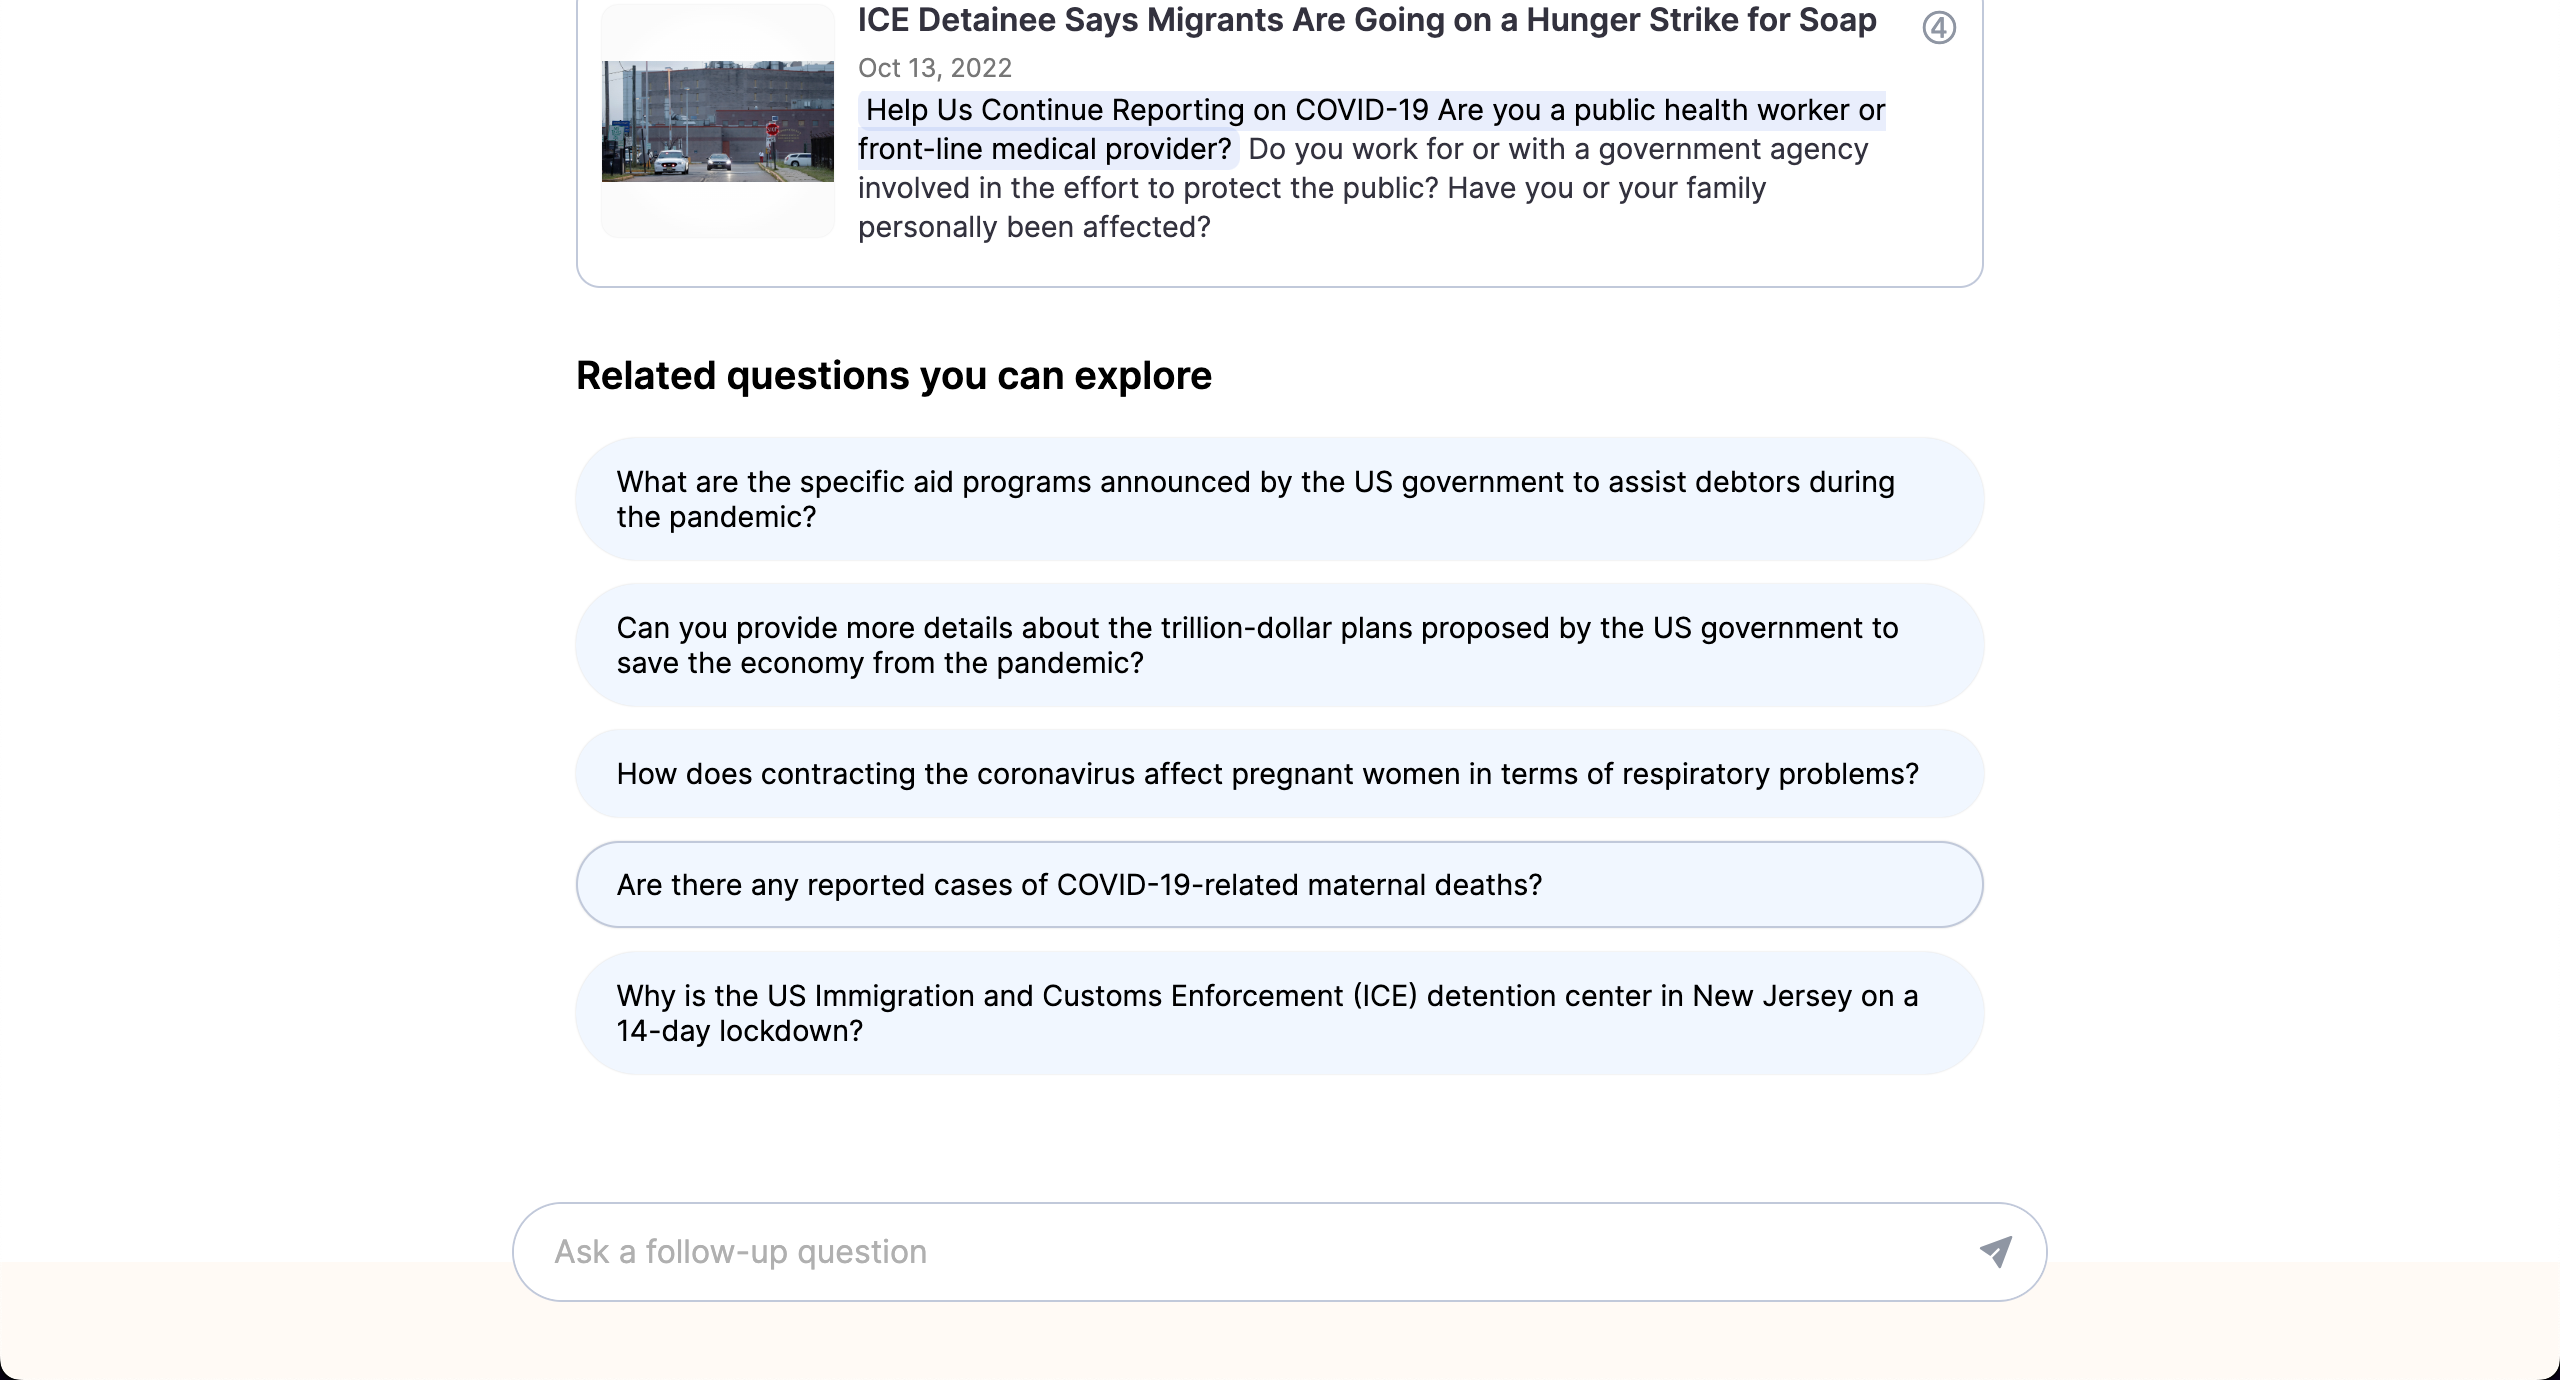 ICE Detainee Says Migrants Are Going on a Hunger Strike for Soap
4
Oct 13, 2022
Help Us Continue Reporting on COVID-19 Are you a public health worker or
front-line medical provider? Do you work for or with a government agency
involved in the effort to protect the public? Have you or your family
personally been affected?
Related questions you can explore
What are the specific aid programs announced by the US government to assist debtors during
the pandemic?
Can you provide more details about the trillion-dollar plans proposed by the US government to
save the economy from the pandemic?
How does contracting the coronavirus affect pregnant women in terms of respiratory problems?
Are there any reported cases of COVID-19-related maternal deaths?
Why is the US Immigration and Customs Enforcement (ICE) detention center in New Jersey on a
14-day lockdown?
Ask a follow-up question